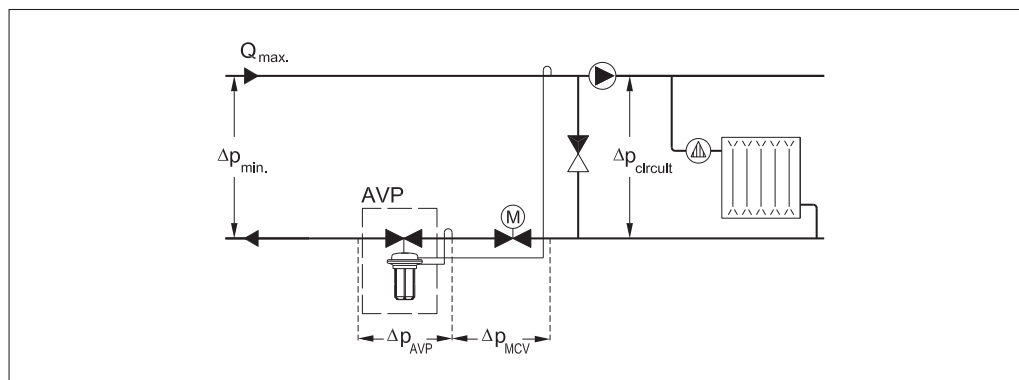 Qmax.
Δpmin.
Δpcircuit
AVP
M
ΔpAVP
ΔpMCV